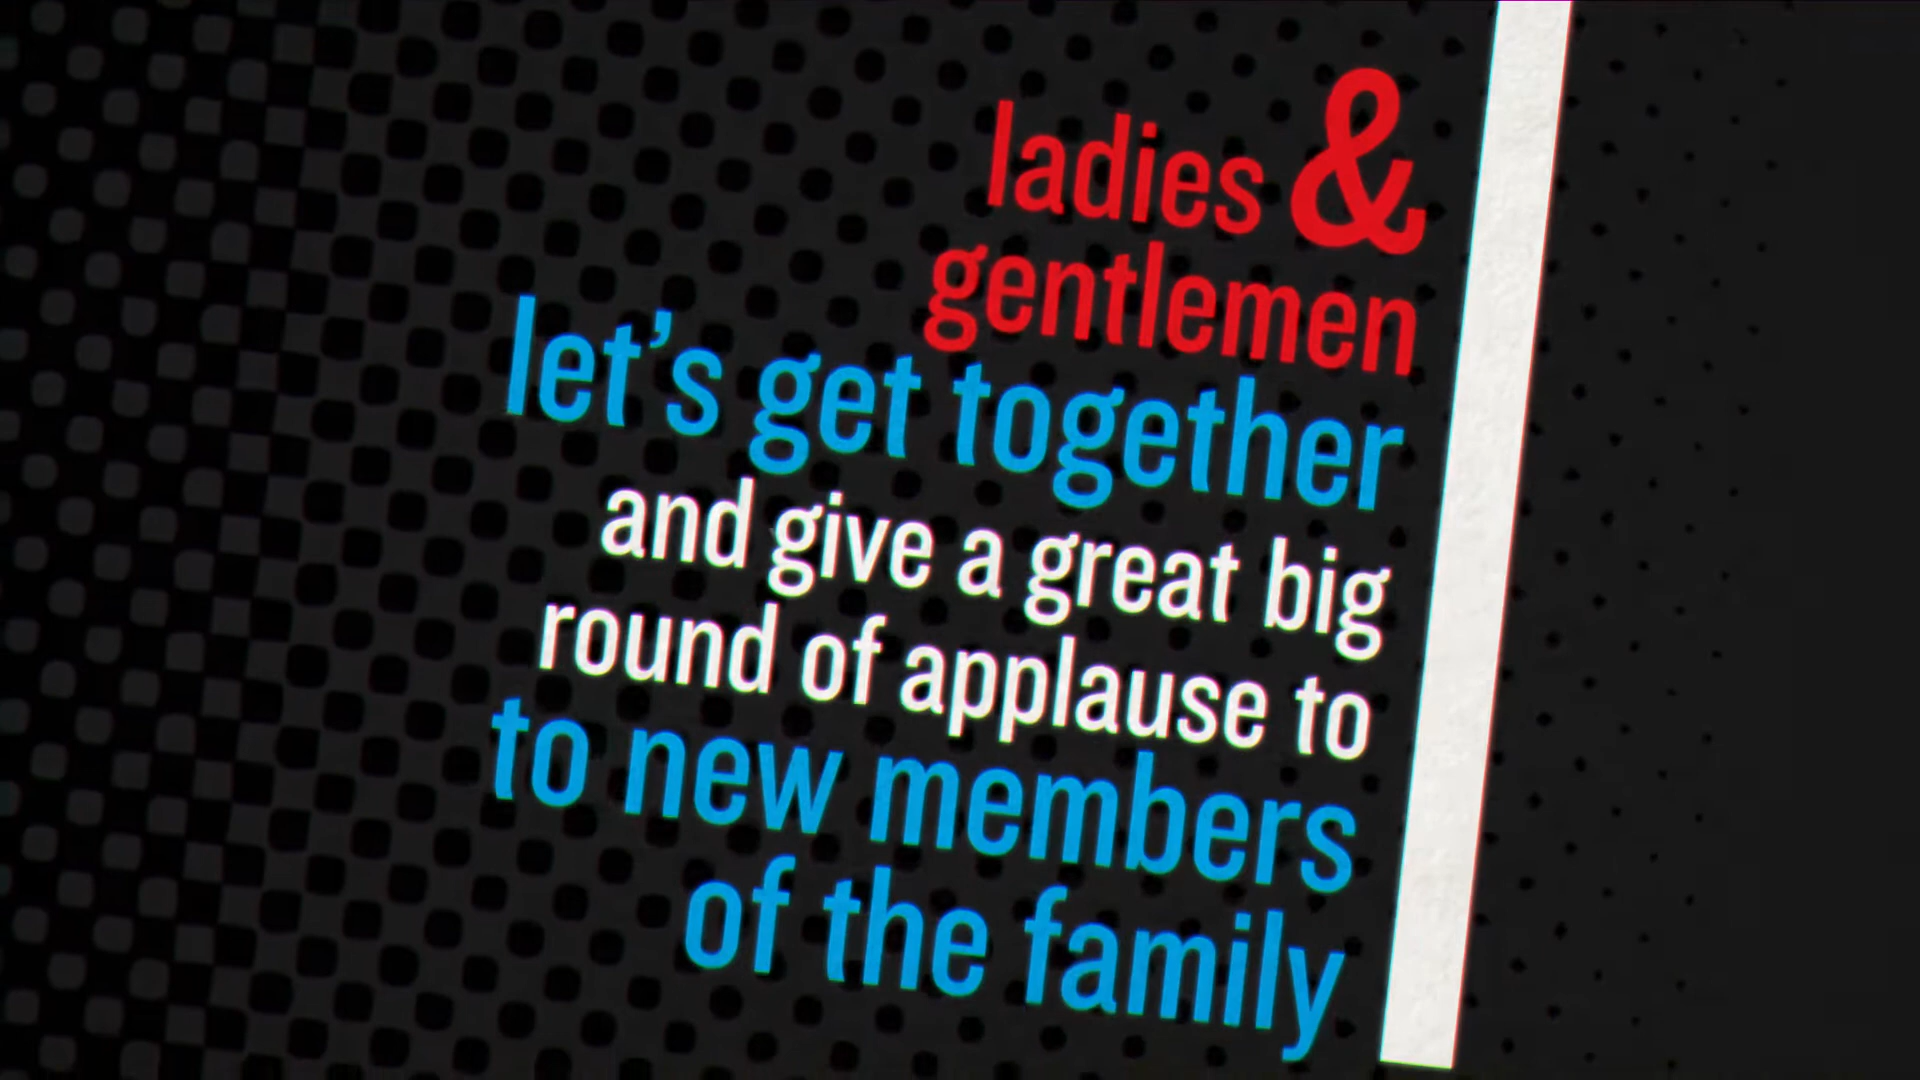 ladies &
gentlemen
let’s get together
and give a great big
round of applause to
to new members
of the family